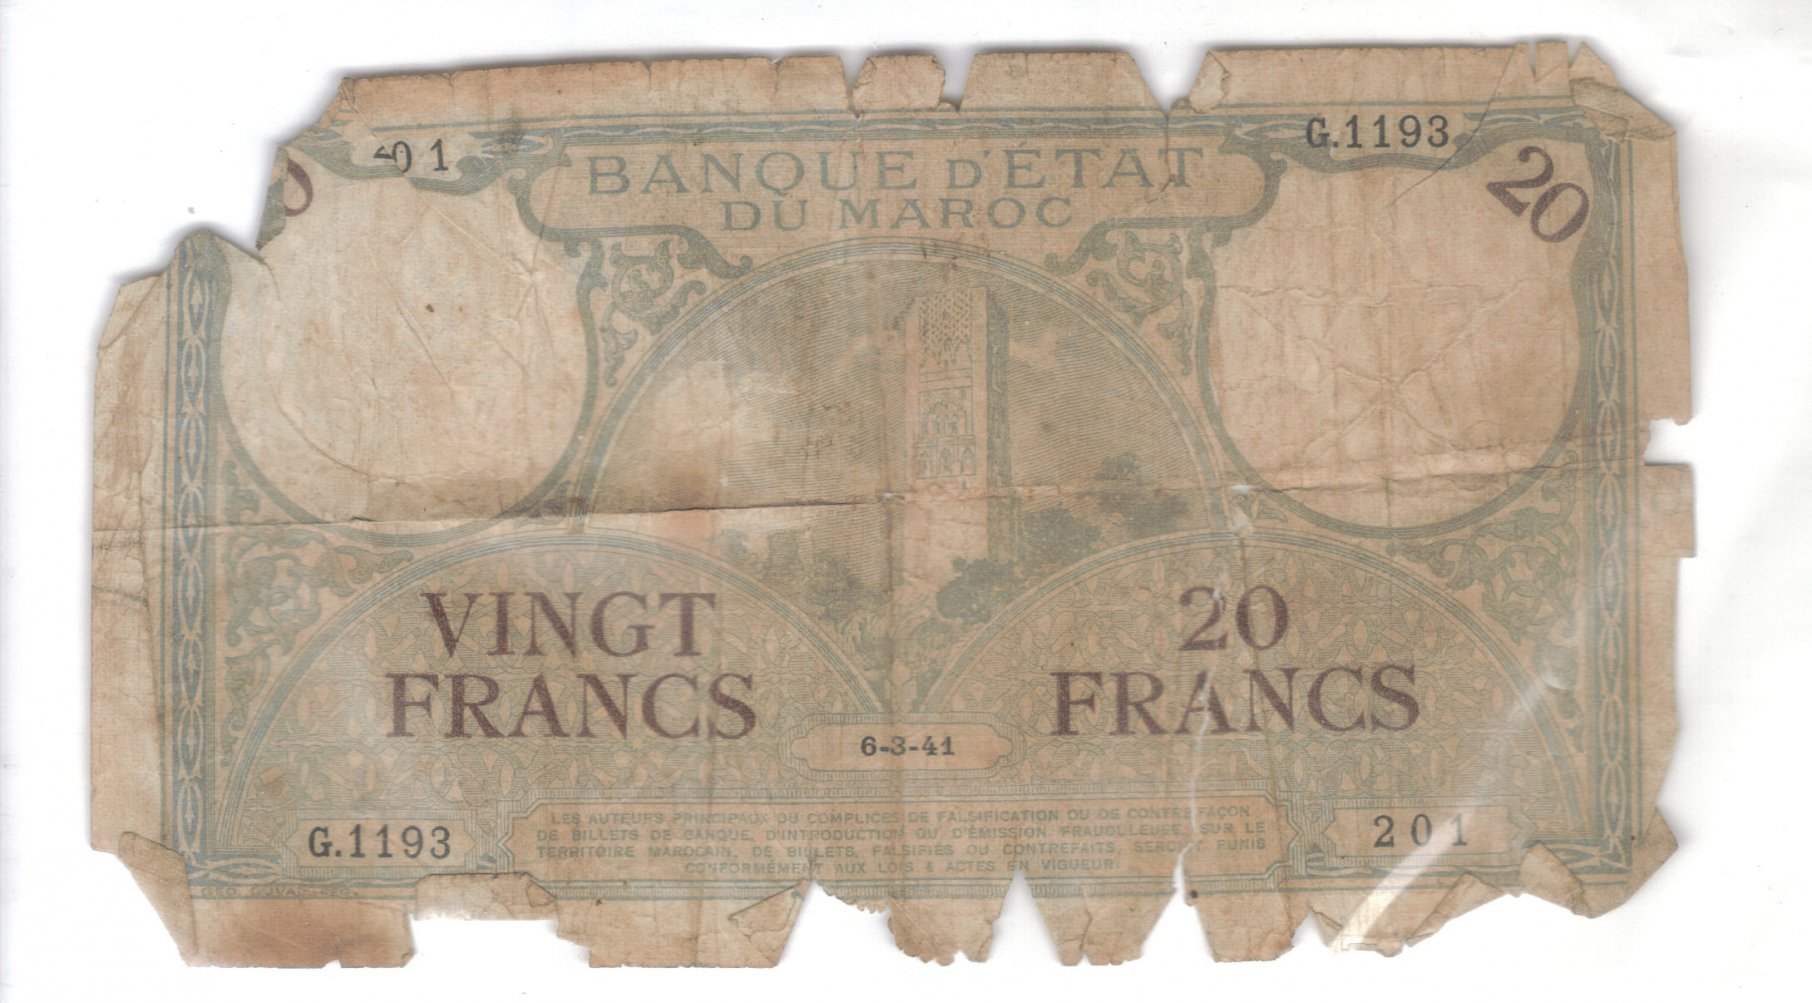 01
G.1193
20
BANQUE D'ÉTAT
DU MAROC
VINGT
FRANCS
20
FRANCS
6-3-41
LES AUTEURS PRINCIPAUX OU COMPLICES DE FALSIFICATION OU DE CONTREFAÇON
DE BILLETS DE BANQUE, D'INTRODUCTION OU D'ÉMISSION FRAUDULEUSE, SUR LE
TERRITOIRE MAROCAIN, DE BILLETS, FALSIFIÉS OU CONTREFAITS, SERONT PUNIS
CONFORMÉMENT AUX LOIS & ACTES EN VIGUEUR
G.1193
201